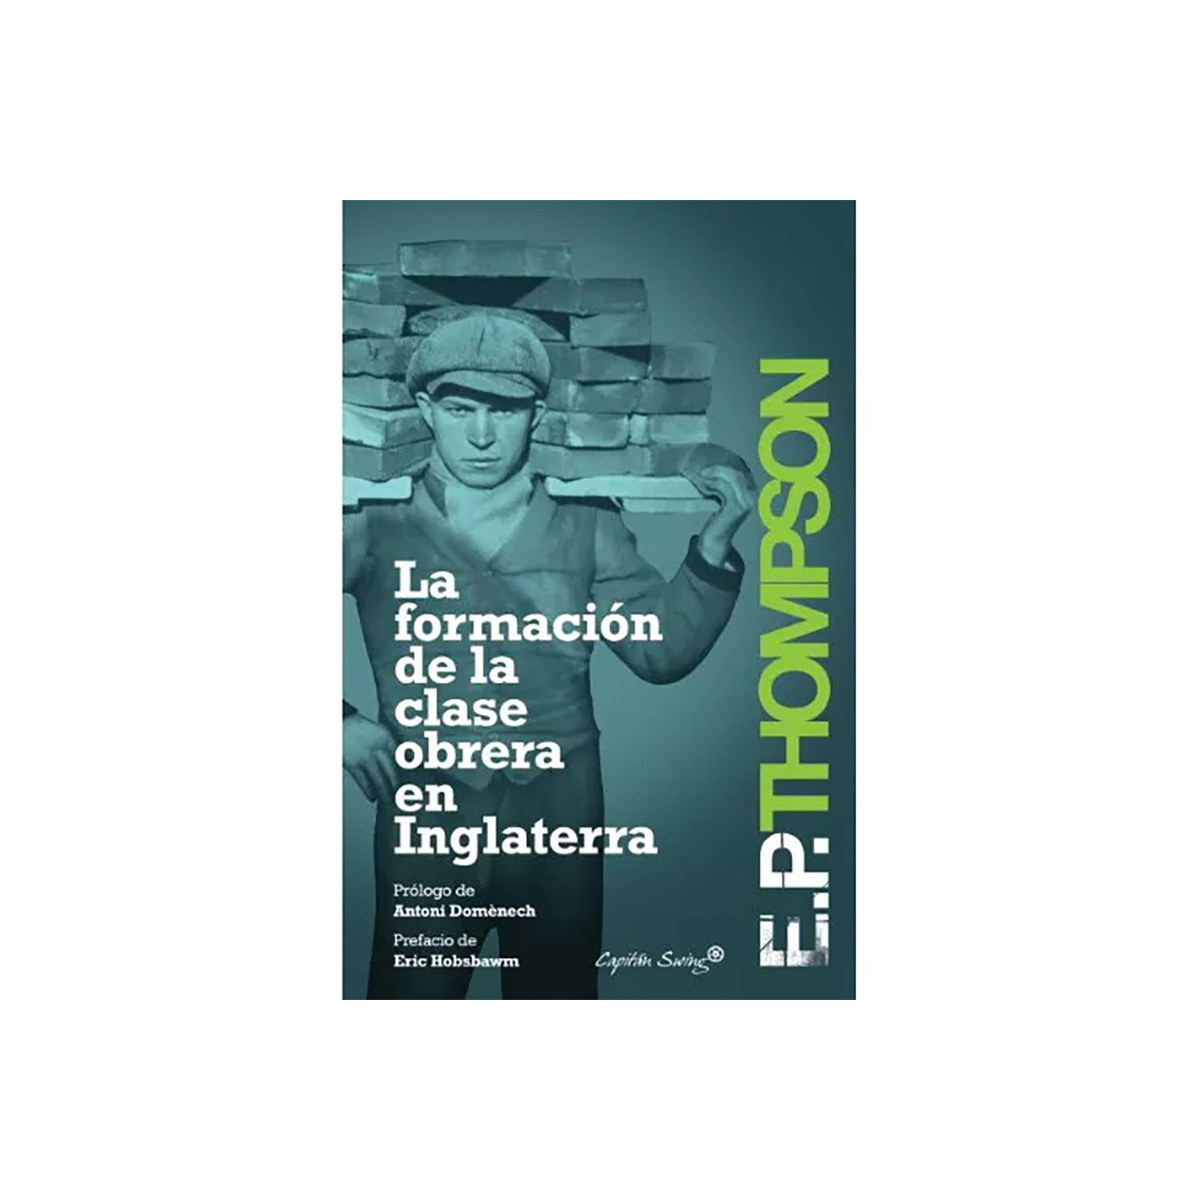 La
formación
de la
clase
obrera
en
Inglaterra
Prólogo de
Antoni Domènech
Prefacio de
Eric Hobsbawm
Capitán Swing
E.P. THOMPSON